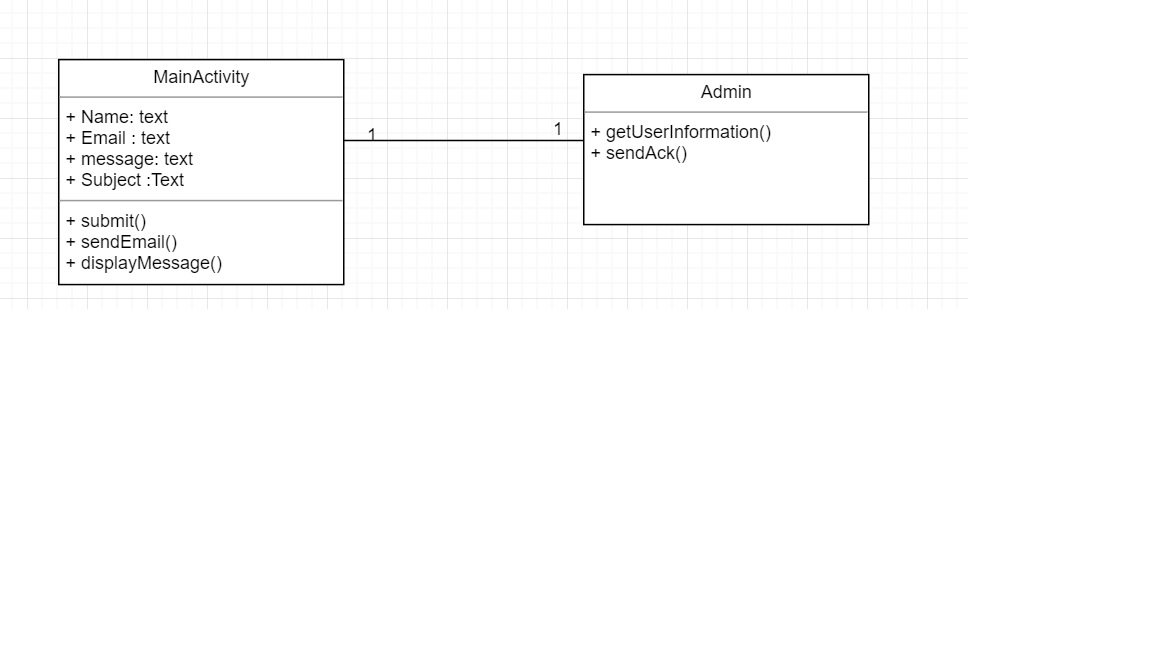 MainActivity
+ Name: text
+ Email : text
+ message: text
+ Subject :Text
+ submit()
+ sendEmail()
+ displayMessage()
1
1
Admin
+ getUserInformation()
+ sendAck()